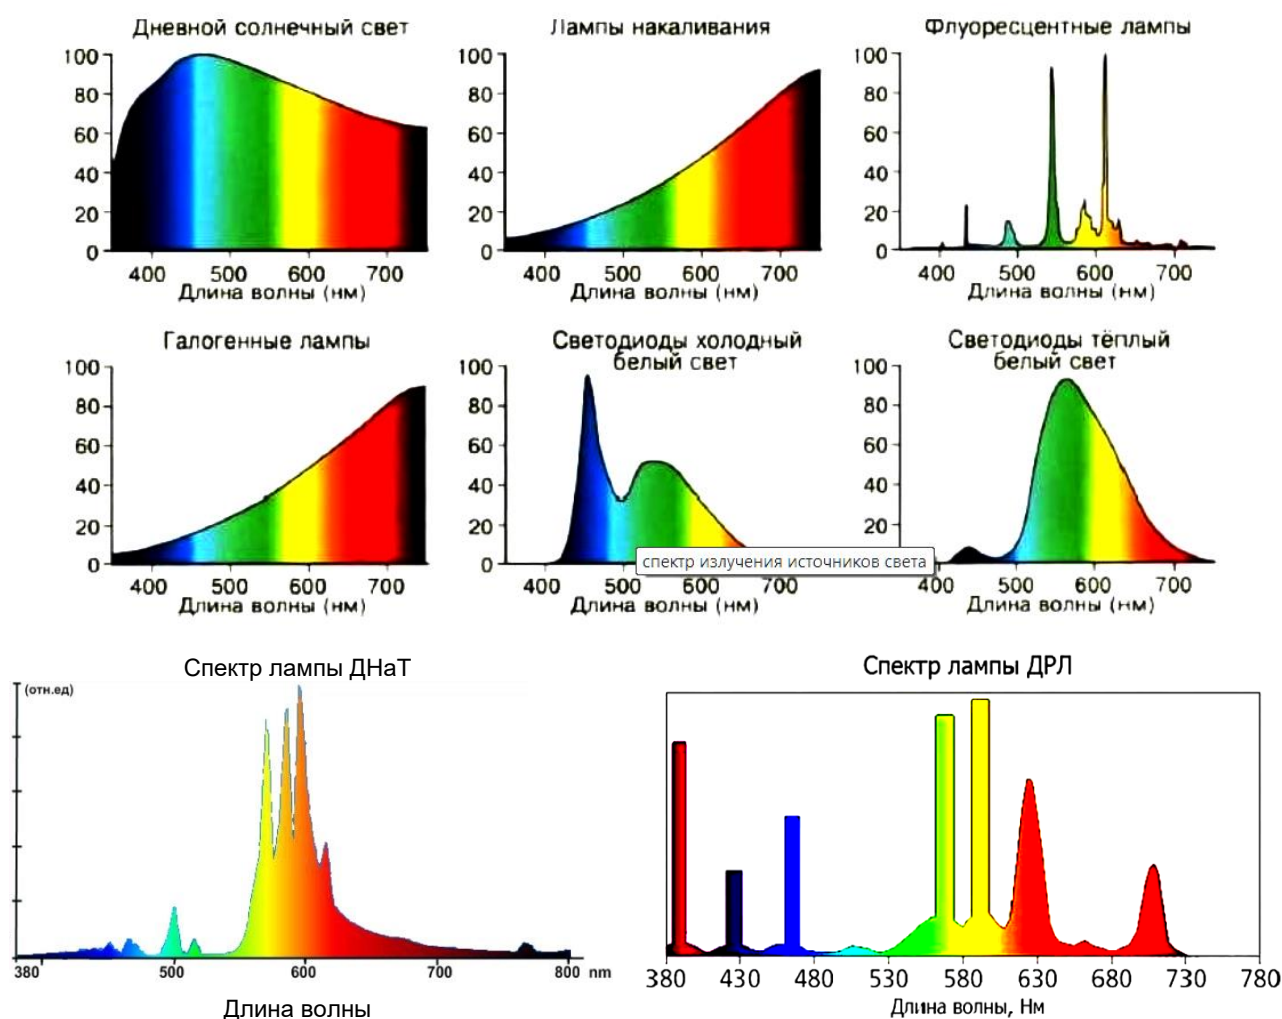 Дневной солнечный свет
100
80
60
40
20
0
400 500 600 700
Длина волны (нм)
Лампы накаливания
100
80
60
40
20
0
400 500 600 700
Длина волны (нм)
Флуоресцентные лампы
100
80
60
40
20
0
400 500 600 700
Длина волны (нм)
Галогенные лампы
100
80
60
40
20
0
400 500 600 700
Длина волны (нм)
Светодиоды холодный
белый свет
100
80
60
40
20
0
400 500 600 700
Длина волны (нм)
спектр излучения источников света
Светодиоды тёплый
белый свет
100
80
60
40
20
400 500 600 700
Длина волны (нм)
Спектр лампы ДНаТ
(отн.ед)
380 500 600 700 800 nm
Длина волны
Спектр лампы ДРЛ
380 430 480 530 580 630 680 730 780
Длина волны, Нм